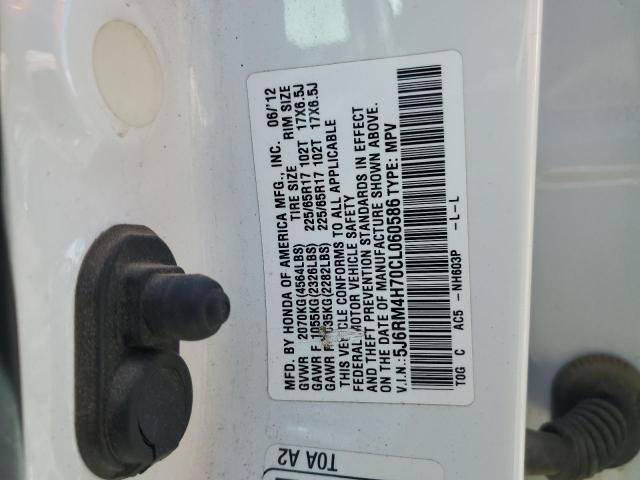 MFD. BY HONDA OF AMERICA MFG., INC. 06/'12
GVWR 2070KG(4564LBS) TIRE SIZE RIM SIZE
GAWR F 1055KG(2326LBS) 225/65R17 102T 17X6.5J
GAWR R 1035KG(2282LBS) 225/65R17 102T 17X6.5J
THIS VEHICLE CONFORMS TO ALL APPLICABLE
FEDERAL MOTOR VEHICLE SAFETY
AND THEFT PREVENTION STANDARDS IN EFFECT
ON THE DATE OF MANUFACTURE SHOWN ABOVE.
V.I.N.: 5J6RM4H70CL060586 TYPE: MPV
TOG C AC5 -NH603P -L-L
TOA A2